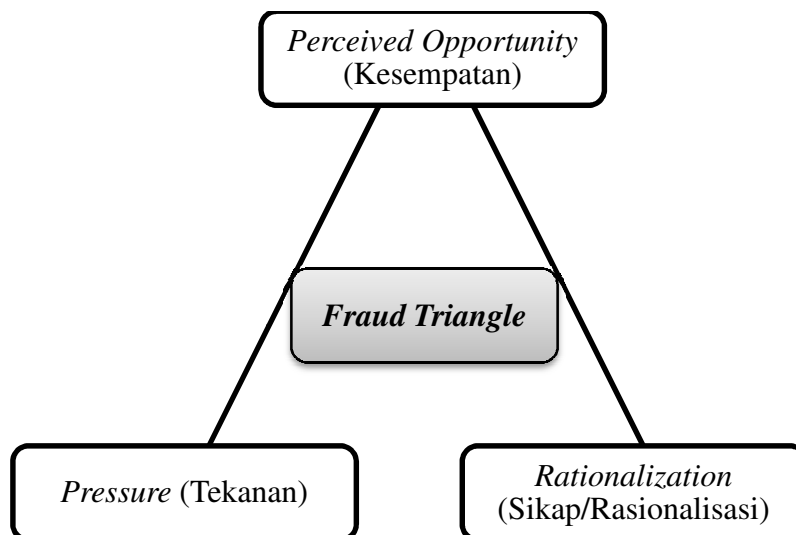 Perceived Opportunity
(Kesempatan)
Fraud Triangle
Pressure (Tekanan)
Rationalization
(Sikap/Rasionalisasi)